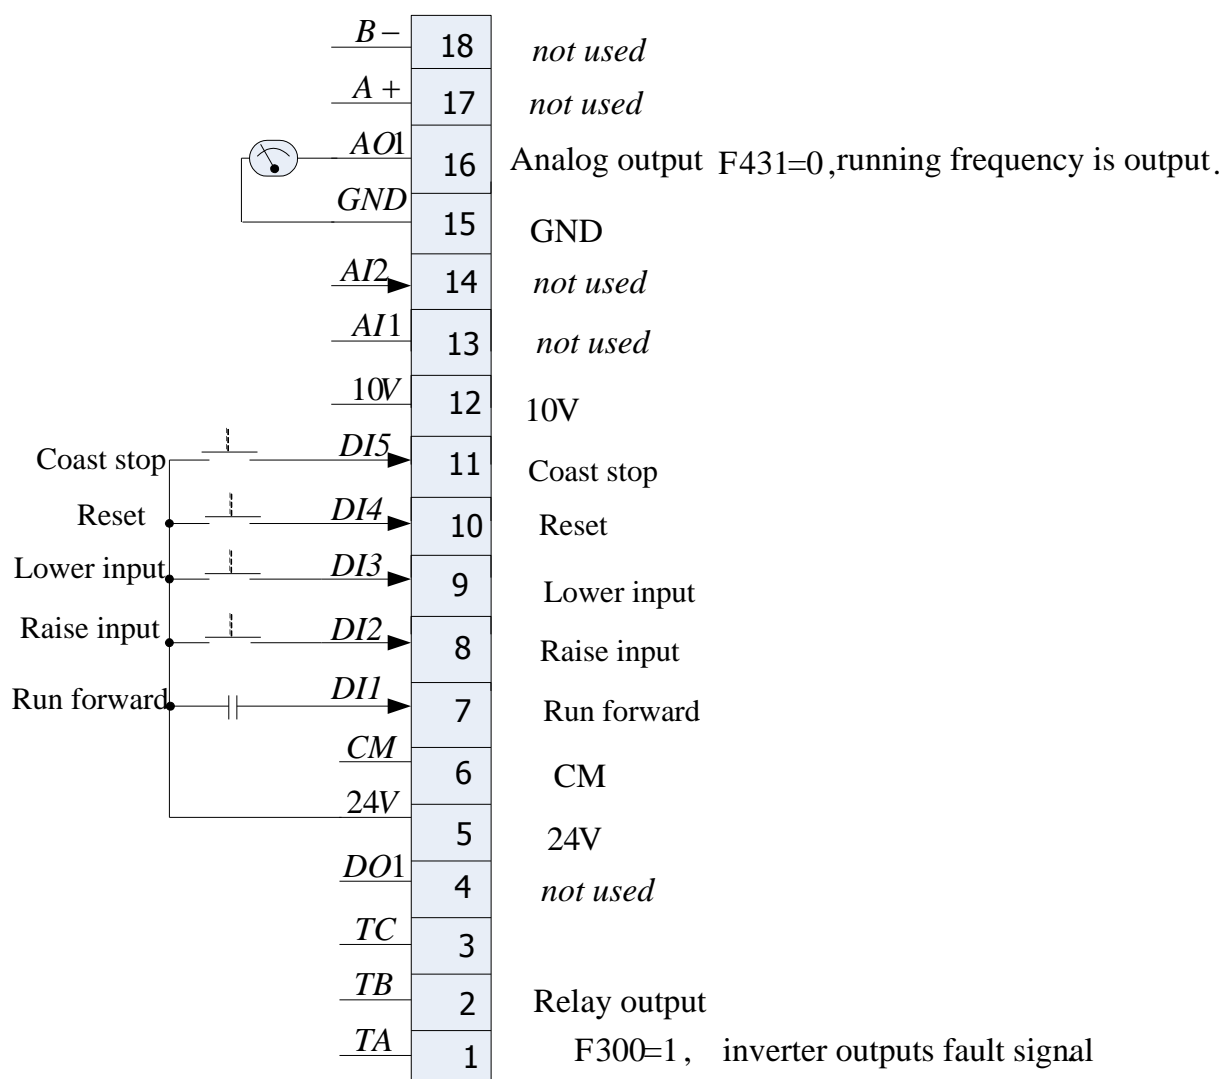 B – 18 not used
A + 17 not used
AO1 16 Analog output F431=0,running frequency is output.
GND 15 GND
AI2 14 not used
AI1 13 not used
10V 12 10V
Coast stop DI5 11 Coast stop
Reset DI4 10 Reset
Lower input DI3 9 Lower input
Raise input DI2 8 Raise input
Run forward DI1 7 Run forward
CM 6 CM
24V 5 24V
DO1 4 not used
TC 3
TB 2 Relay output
TA 1 F300=1, inverter outputs fault signal